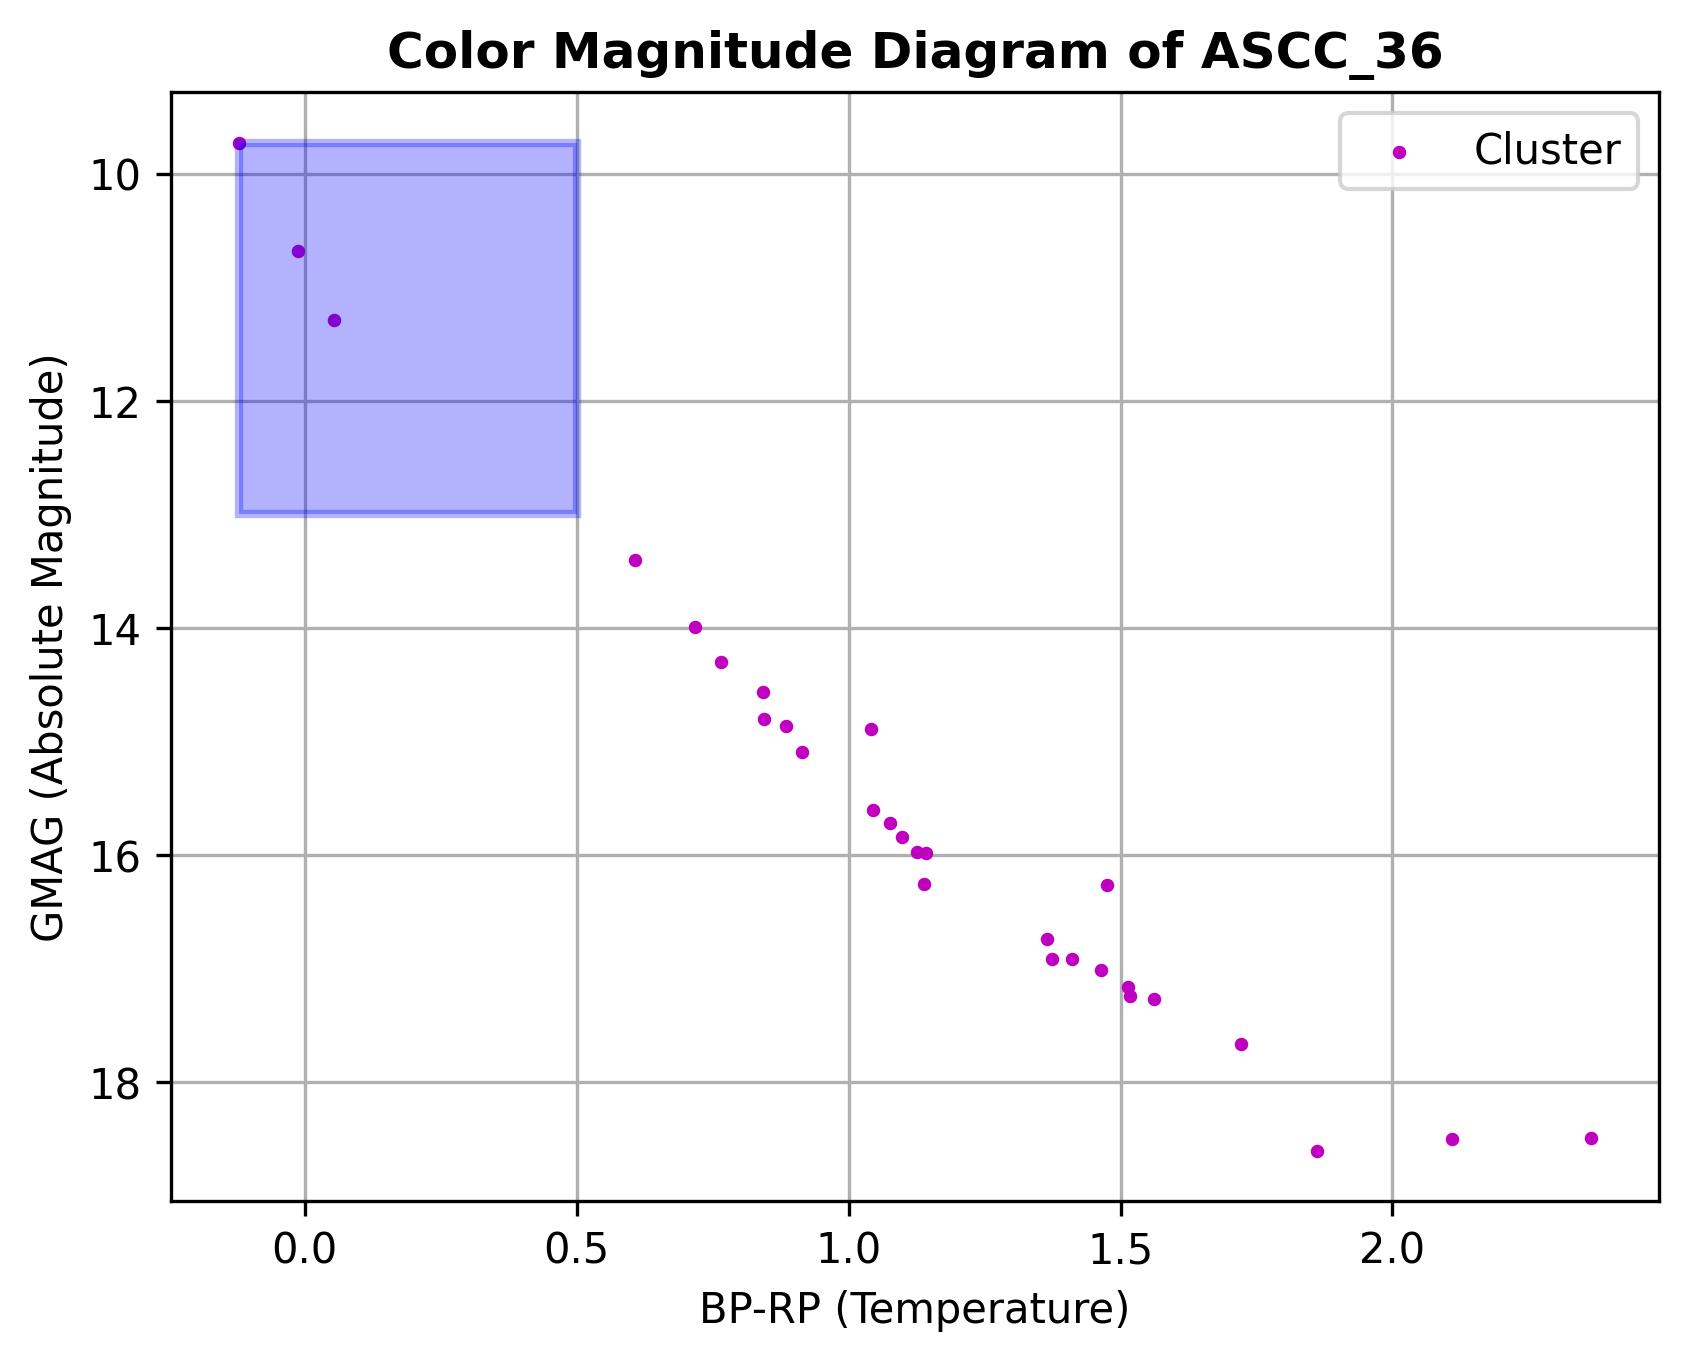 Color Magnitude Diagram of ASCC_36
Cluster
GMAG (Absolute Magnitude)
10
12
14
16
18
0.0 0.5 1.0 1.5 2.0
BP-RP (Temperature)